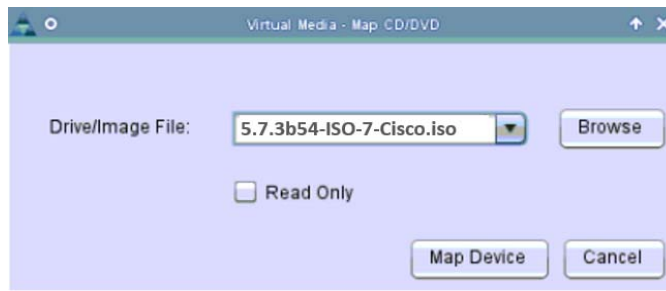 Virtual Media - Map CD/DVD
Drive/Image File: 5.7.3b54-ISO-7-Cisco.iso Browse
Read Only
Map Device Cancel